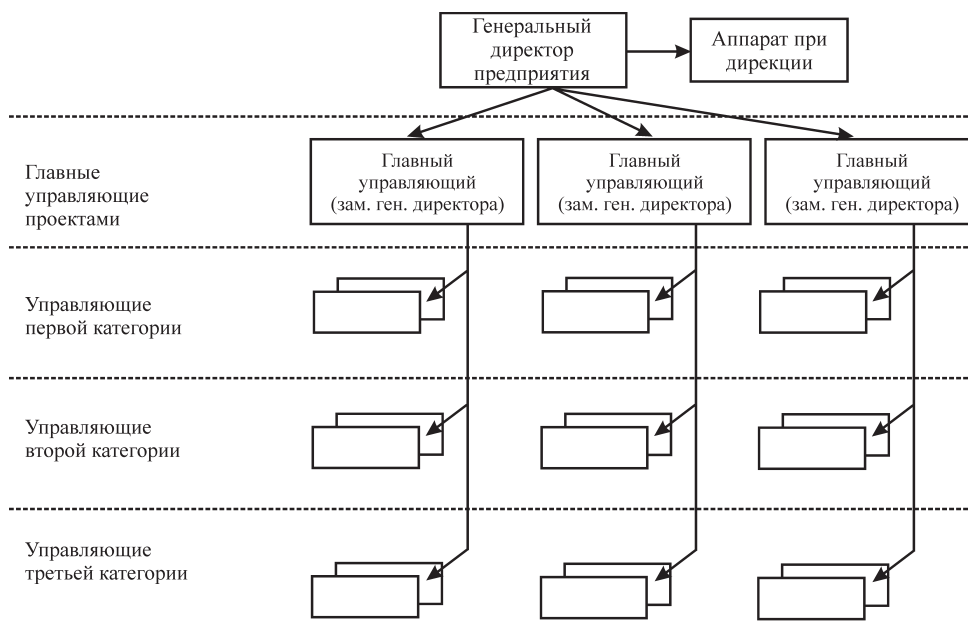 Генеральный
директор
предприятия
Аппарат при
дирекции
Главные
управляющие
проектами
Главный
управляющий
(зам. ген. директора)
Главный
управляющий
(зам. ген. директора)
Главный
управляющий
(зам. ген. директора)
Управляющие
первой категории
Управляющие
второй категории
Управляющие
третьей категории